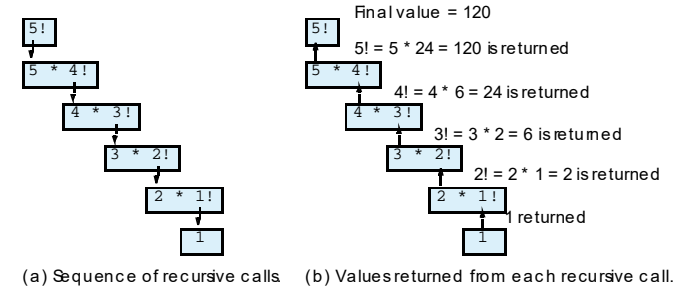 5!
5 * 4!
4 * 3!
3 * 2!
2 * 1!
1
(a) Sequence of recursive calls.
Final value = 120
5!
5! = 5 * 24 = 120 is returned
5 * 4!
4! = 4 * 6 = 24 is returned
4 * 3!
3! = 3 * 2 = 6 is returned
3 * 2!
2! = 2 * 1 = 2 is returned
2 * 1!
1 returned
1
(b) Values returned from each recursive call.